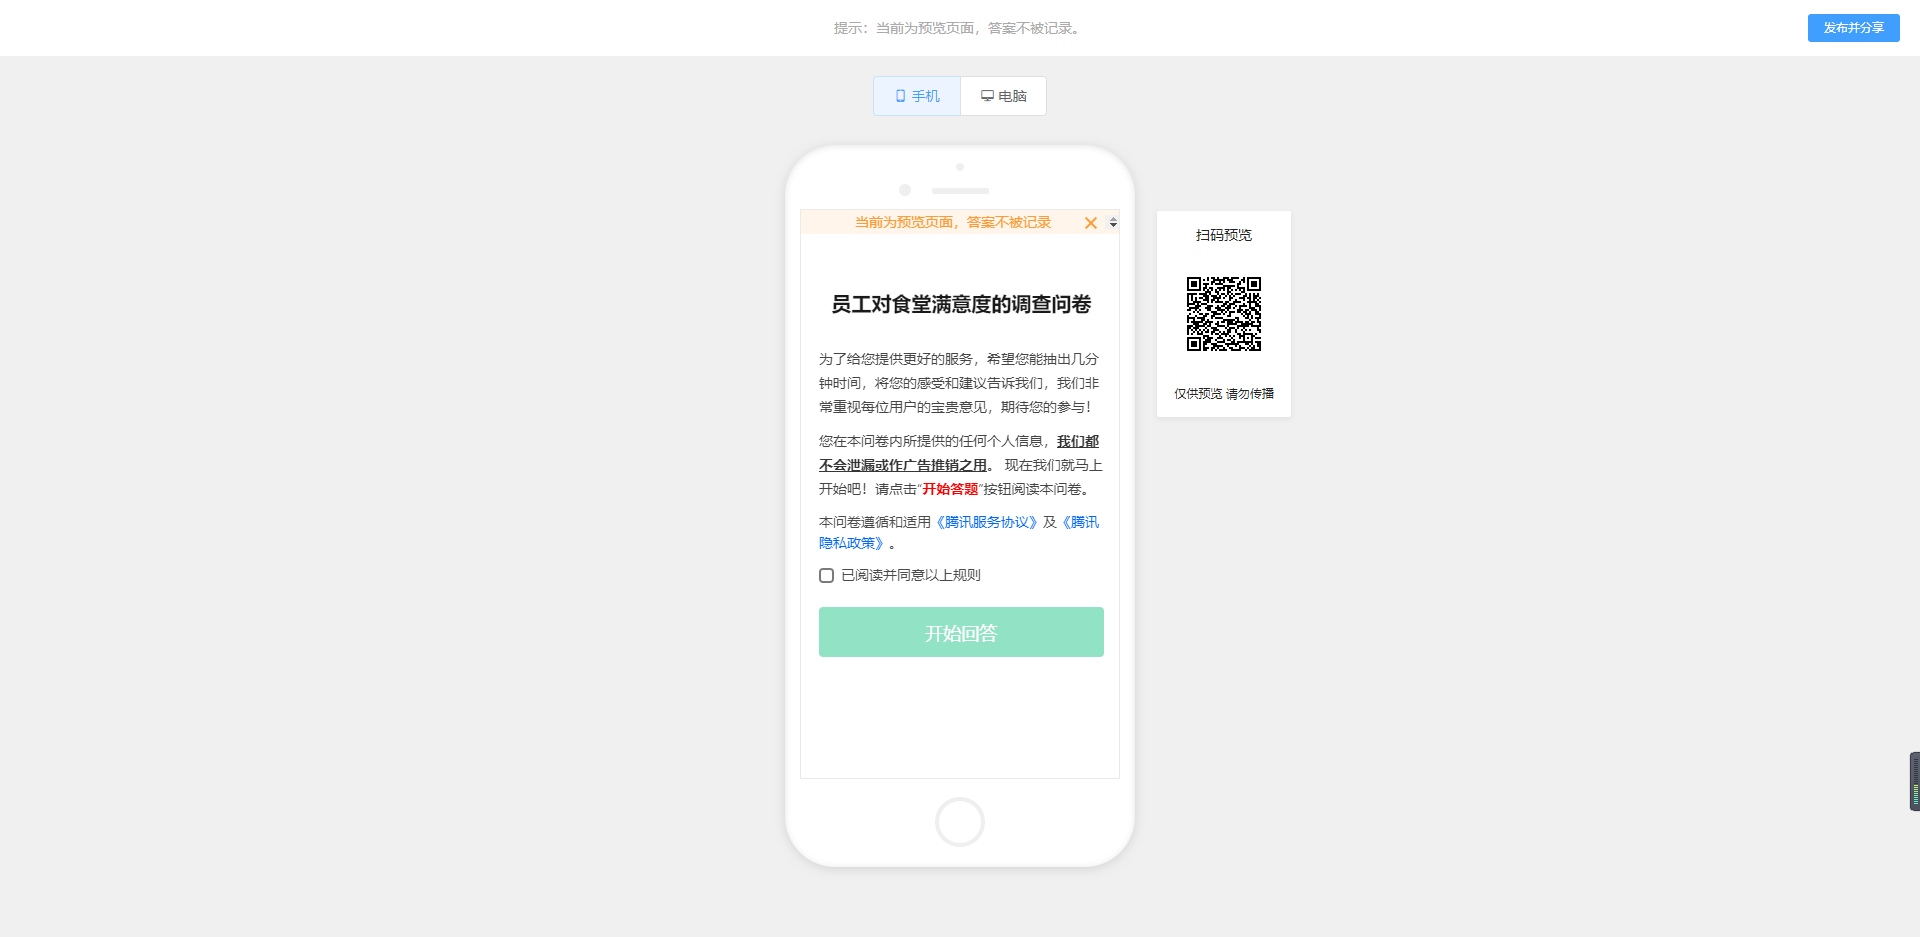 提示：当前为预览页面，答案不被记录。
发布并分享
手机
电脑
当前为预览页面，答案不被记录
扫码预览
员工对食堂满意度的调查问卷
为了给您提供更好的服务，希望您能抽出几分
钟时间，将您的感受和建议告诉我们，我们非
常重视每位用户的宝贵意见，期待您的参与！
仅供预览 请勿传播
您在本问卷内所提供的任何个人信息，我们都
不会泄漏或作广告推销之用。 现在我们就马上
开始吧！请点击“开始答题”按钮阅读本问卷。
本问卷遵循和适用《腾讯服务协议》及《腾讯
隐私政策》。
已阅读并同意以上规则
开始回答